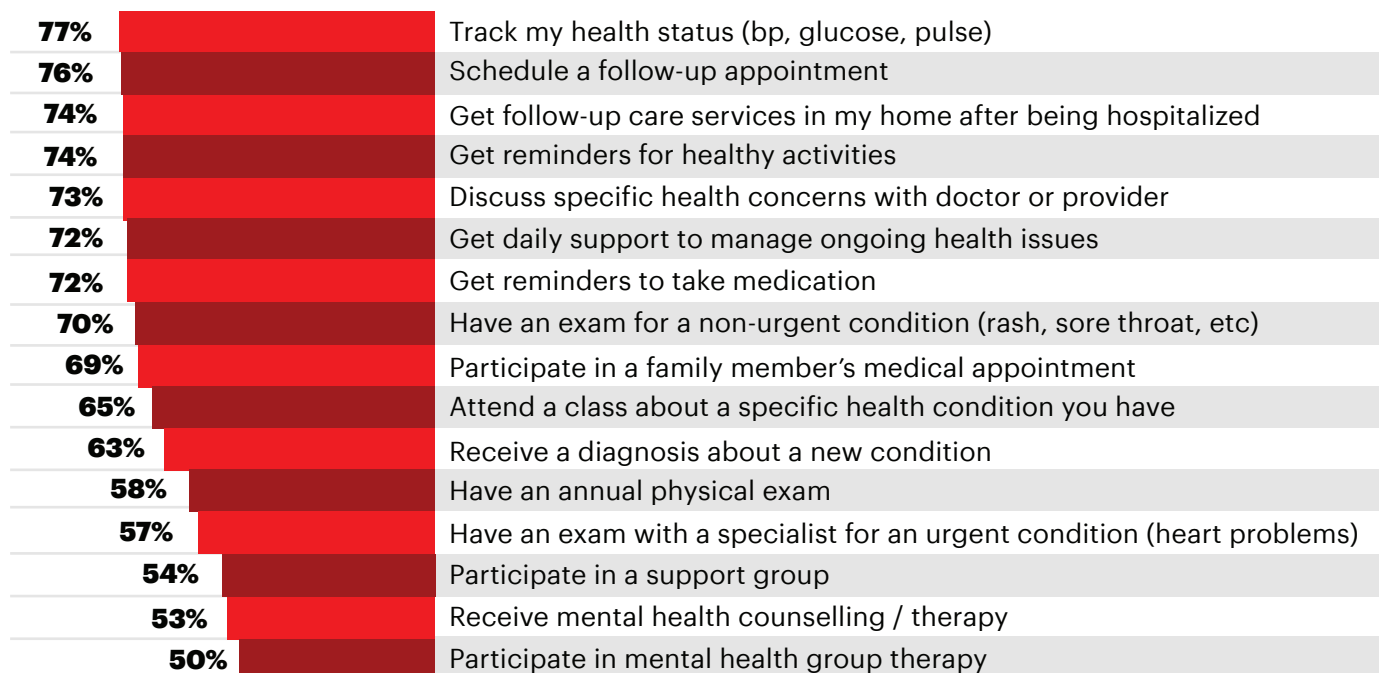 77% Track my health status (bp, glucose, pulse)
76% Schedule a follow-up appointment
74% Get follow-up care services in my home after being hospitalized
74% Get reminders for healthy activities
73% Discuss specific health concerns with doctor or provider
72% Get daily support to manage ongoing health issues
72% Get reminders to take medication
70% Have an exam for a non-urgent condition (rash, sore throat, etc)
69% Participate in a family member’s medical appointment
65% Attend a class about a specific health condition you have
63% Receive a diagnosis about a new condition
58% Have an annual physical exam
57% Have an exam with a specialist for an urgent condition (heart problems)
54% Participate in a support group
53% Receive mental health counselling / therapy
50% Participate in mental health group therapy